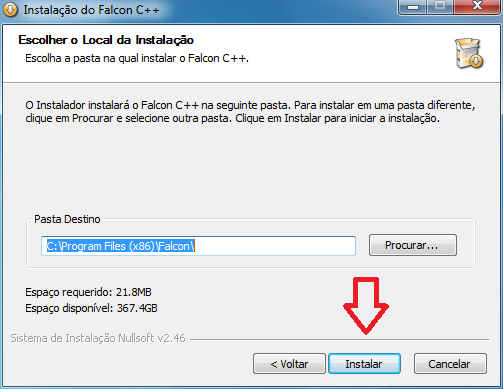 Instalação do Falcon C++
Escolher o Local da Instalação
Escolha a pasta na qual instalar o Falcon C++.
O Instalador instalará o Falcon C++ na seguinte pasta. Para instalar em uma pasta diferente,
clique em Procurar e selecione outra pasta. Clique em Instalar para iniciar a instalação.
Pasta Destino
C:\Program Files (x86)\Falcon\
Procurar...
Espaço requerido: 21.8MB
Espaço disponível: 367.4GB
Sistema de Instalação Nullsoft v2.46
< Voltar
Instalar
Cancelar